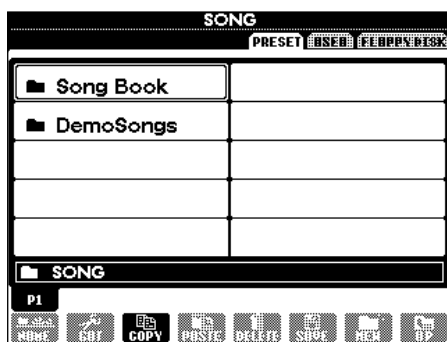 SONG
PRESET USER FLOPPY DISK
Song Book
DemoSongs
SONG
P1
NAME CUT COPY PASTE DELETE SAVE NEW UP